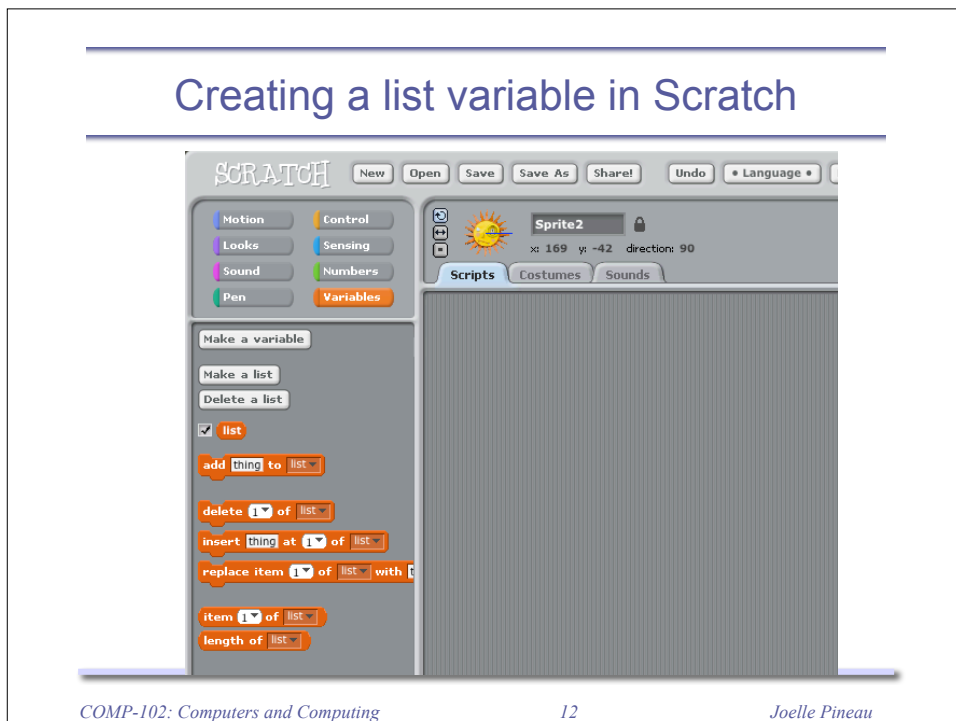 Creating a list variable in Scratch
SCRATCH New Open Save Save As Share! Undo • Language •
Motion Control
Looks Sensing
Sound Numbers
Pen Variables
Sprite2
x: 169 y: -42 direction: 90
Scripts Costumes Sounds
Make a variable
Make a list
Delete a list
list
add thing to list
delete 1 of list
insert thing at 1 of list
replace item 1 of list with
item 1 of list
length of list
COMP-102: Computers and Computing 12 Joelle Pineau